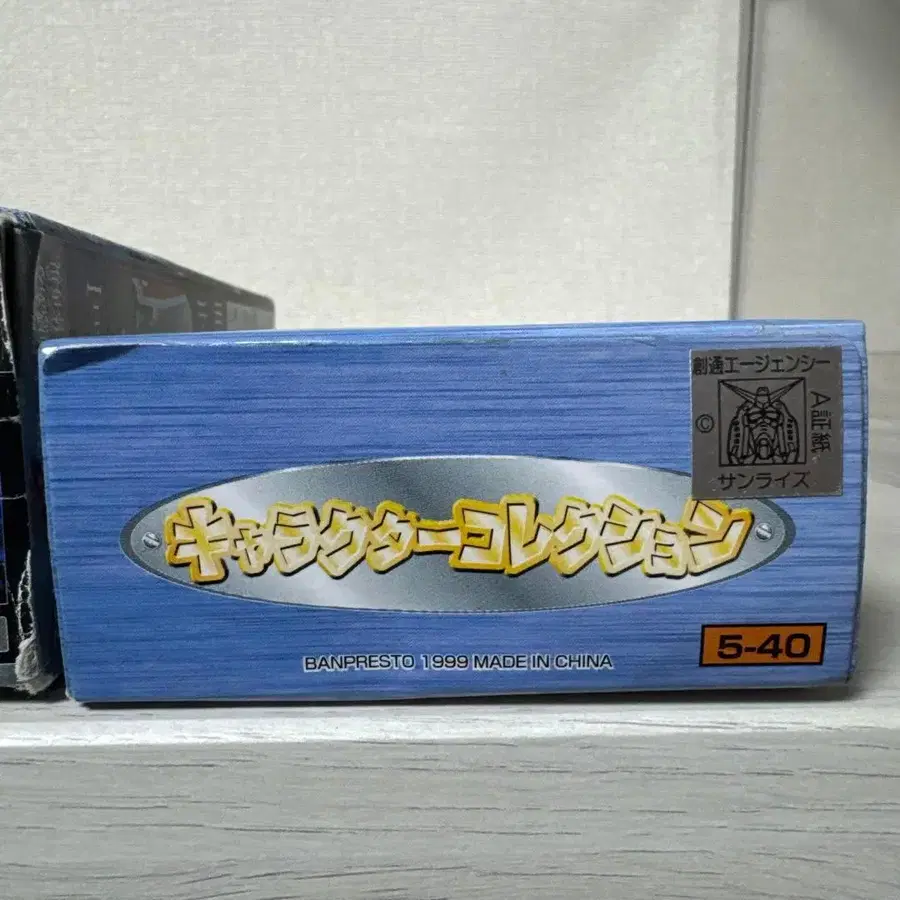 創通エージェンシー
©
A証紙
サンライズ
キャラクターコレクション
5-40
BANPRESTO 1999 MADE IN CHINA